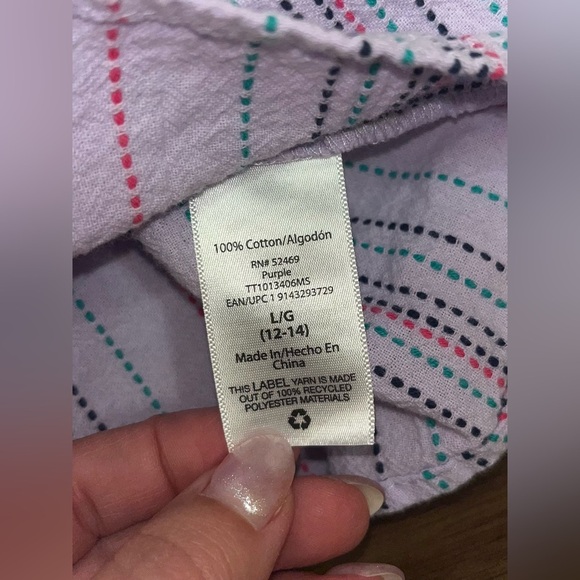 100% Cotton/Algodón
RN# 52469
Purple
TT1013406MS
EAN/UPC 1 9143293729
L/G
(12-14)
Made In/Hecho En
China
THIS LABEL YARN IS MADE
OUT OF 100% RECYCLED
POLYESTER MATERIALS